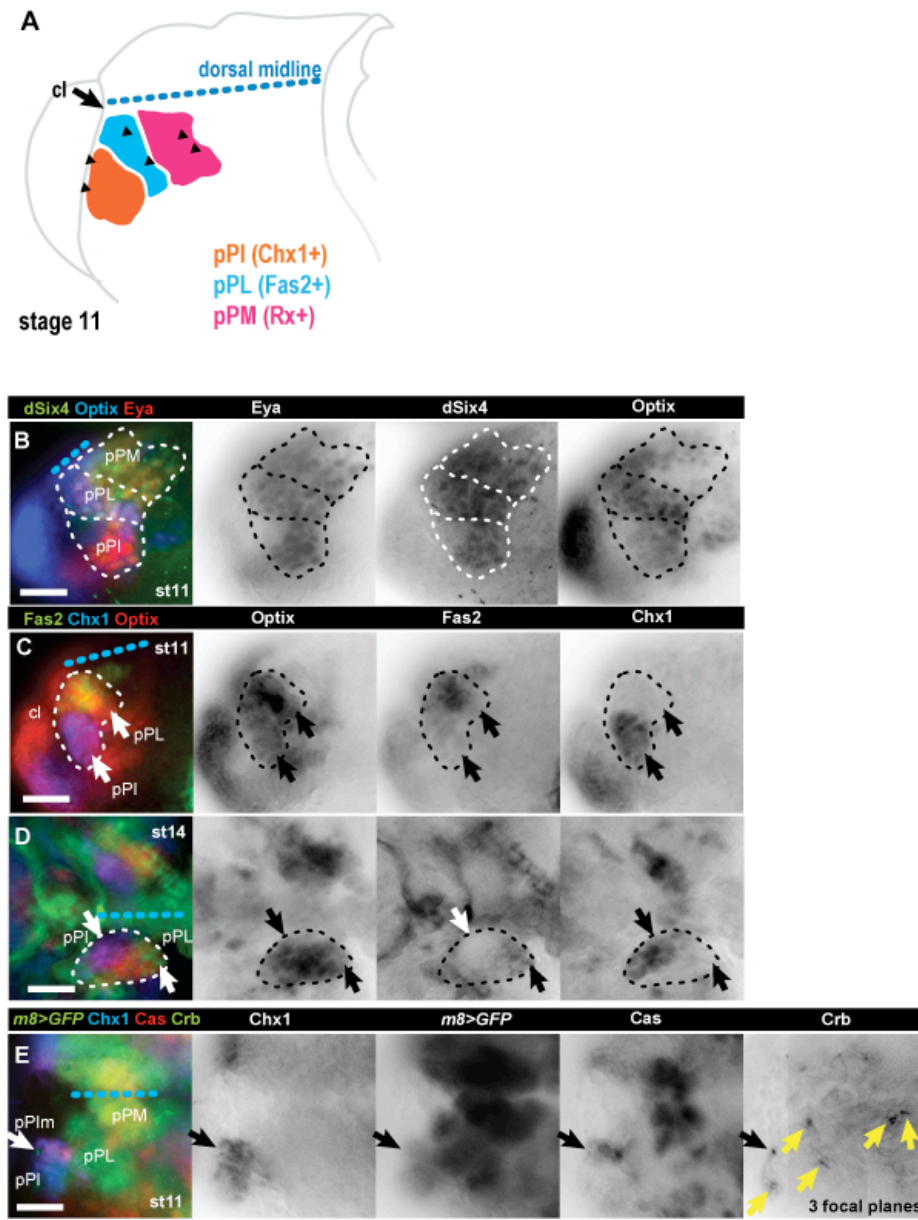 A
dorsal midline
cl
pPI (Chx1+)
pPL (Fas2+)
pPM (Rx+)
stage 11
dSix4 Optix Eya Eya dSix4 Optix
B
pPM
pPL
pPI
st11
Fas2 Chx1 Optix Optix Fas2 Chx1
C st11
cl
pPL
pPI
D st14
pPI pPL
m8>GFP Chx1 Cas Crb Chx1 m8>GFP Cas Crb
E
pPIm pPM
pPL
pPI
st11 3 focal planes